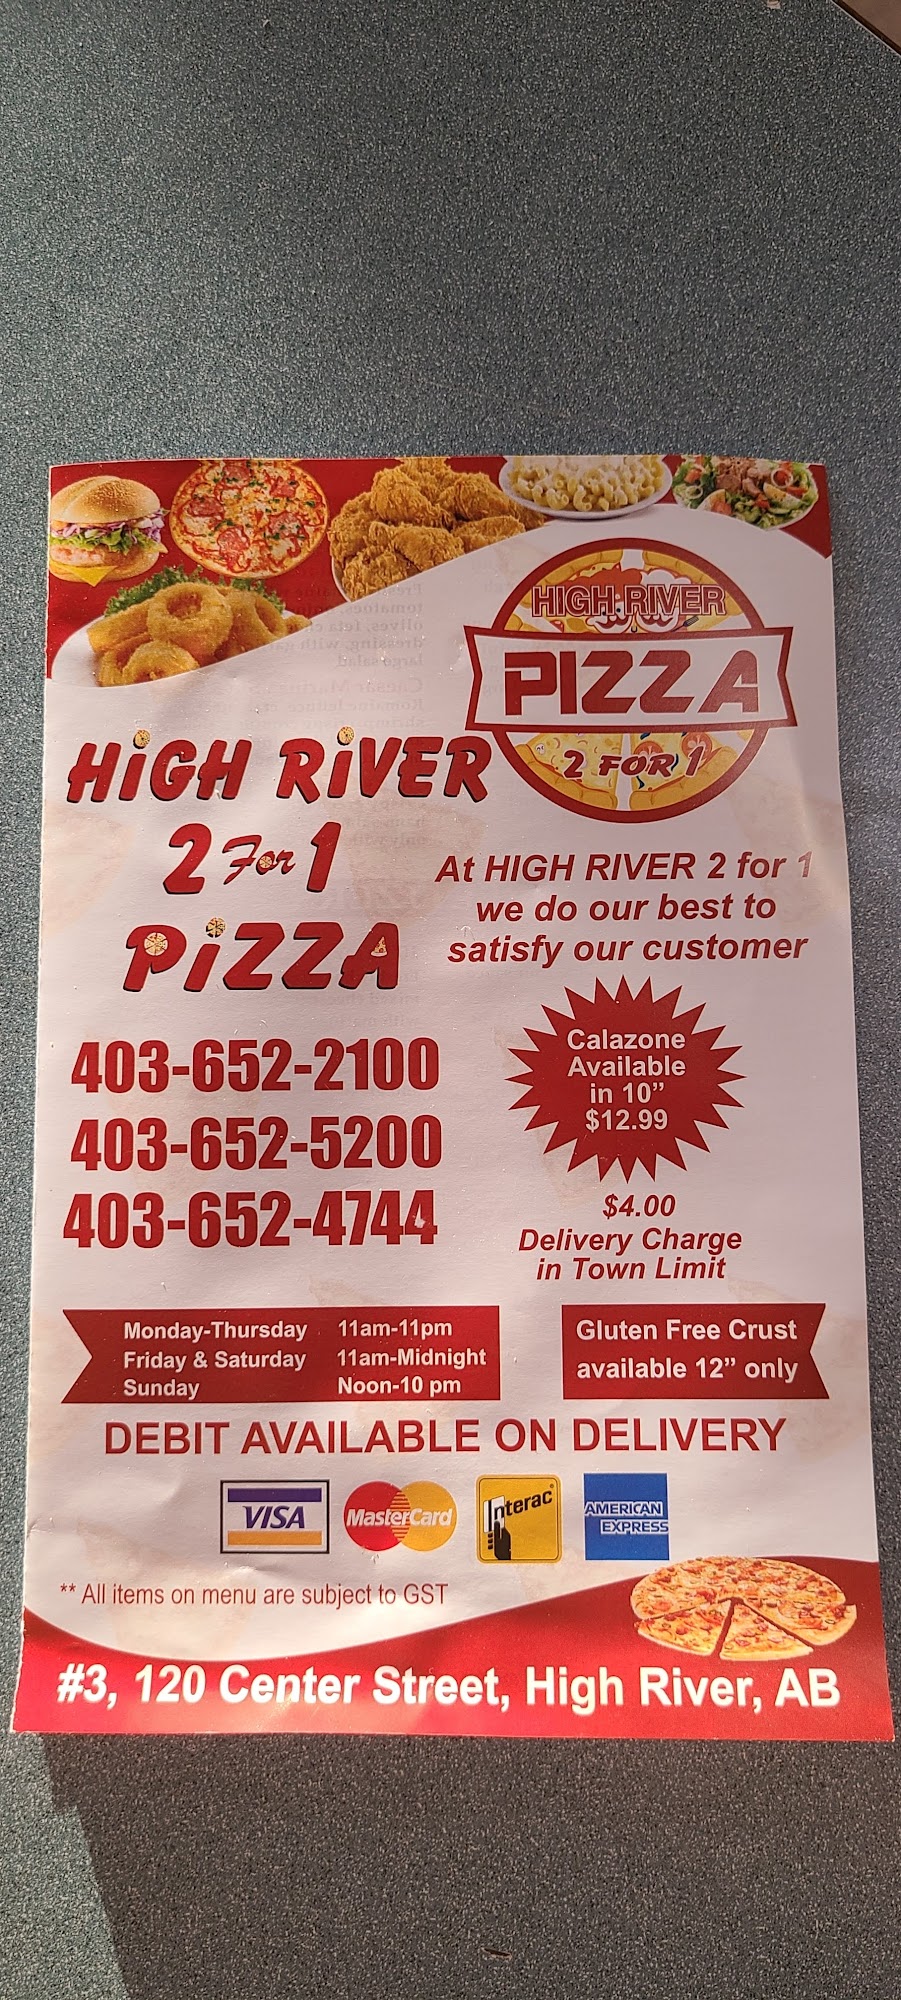 HIGH RIVER
PIZZA
2 FOR 1
HiGH RiVER
2 For 1
PiZZA
At HIGH RIVER 2 for 1
we do our best to
satisfy our customer
403-652-2100
403-652-5200
403-652-4744
Calazone
Available
in 10”
$12.99
$4.00
Delivery Charge
in Town Limit
Monday-Thursday 11am-11pm
Friday & Saturday 11am-Midnight
Sunday Noon-10 pm
Gluten Free Crust
available 12” only
DEBIT AVAILABLE ON DELIVERY
VISA
MasterCard
Interac
AMERICAN
EXPRESS
** All items on menu are subject to GST
#3, 120 Center Street, High River, AB